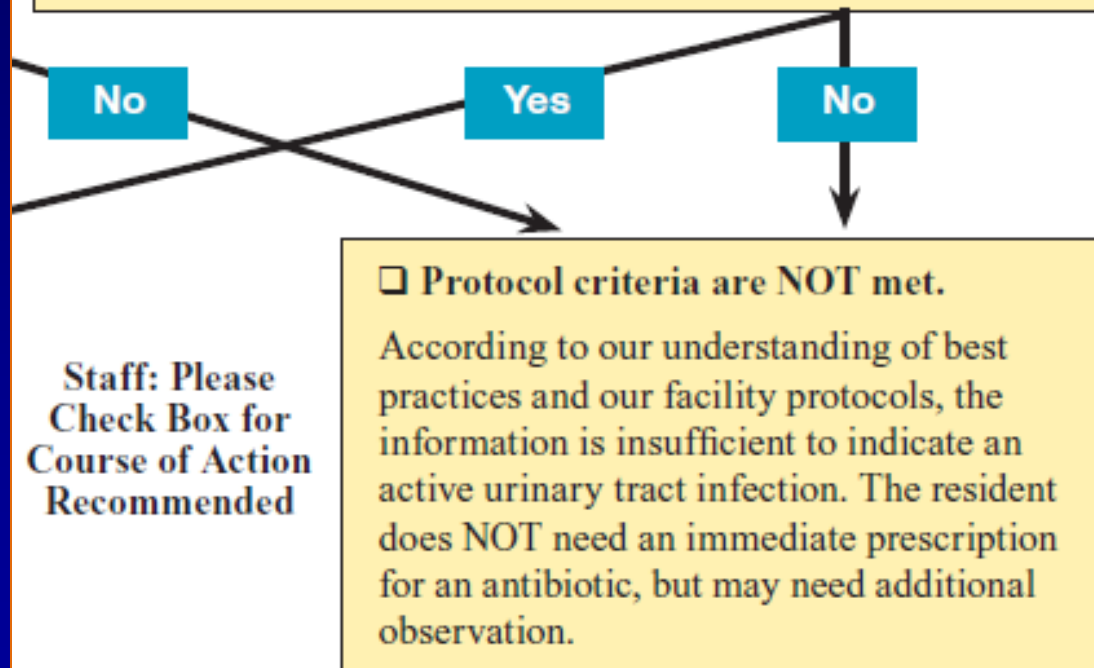 No
Yes
No
Staff: Please
Check Box for
Course of Action
Recommended
❑ Protocol criteria are NOT met.
According to our understanding of best
practices and our facility protocols, the
information is insufficient to indicate an
active urinary tract infection. The resident
does NOT need an immediate prescription
for an antibiotic, but may need additional
observation.